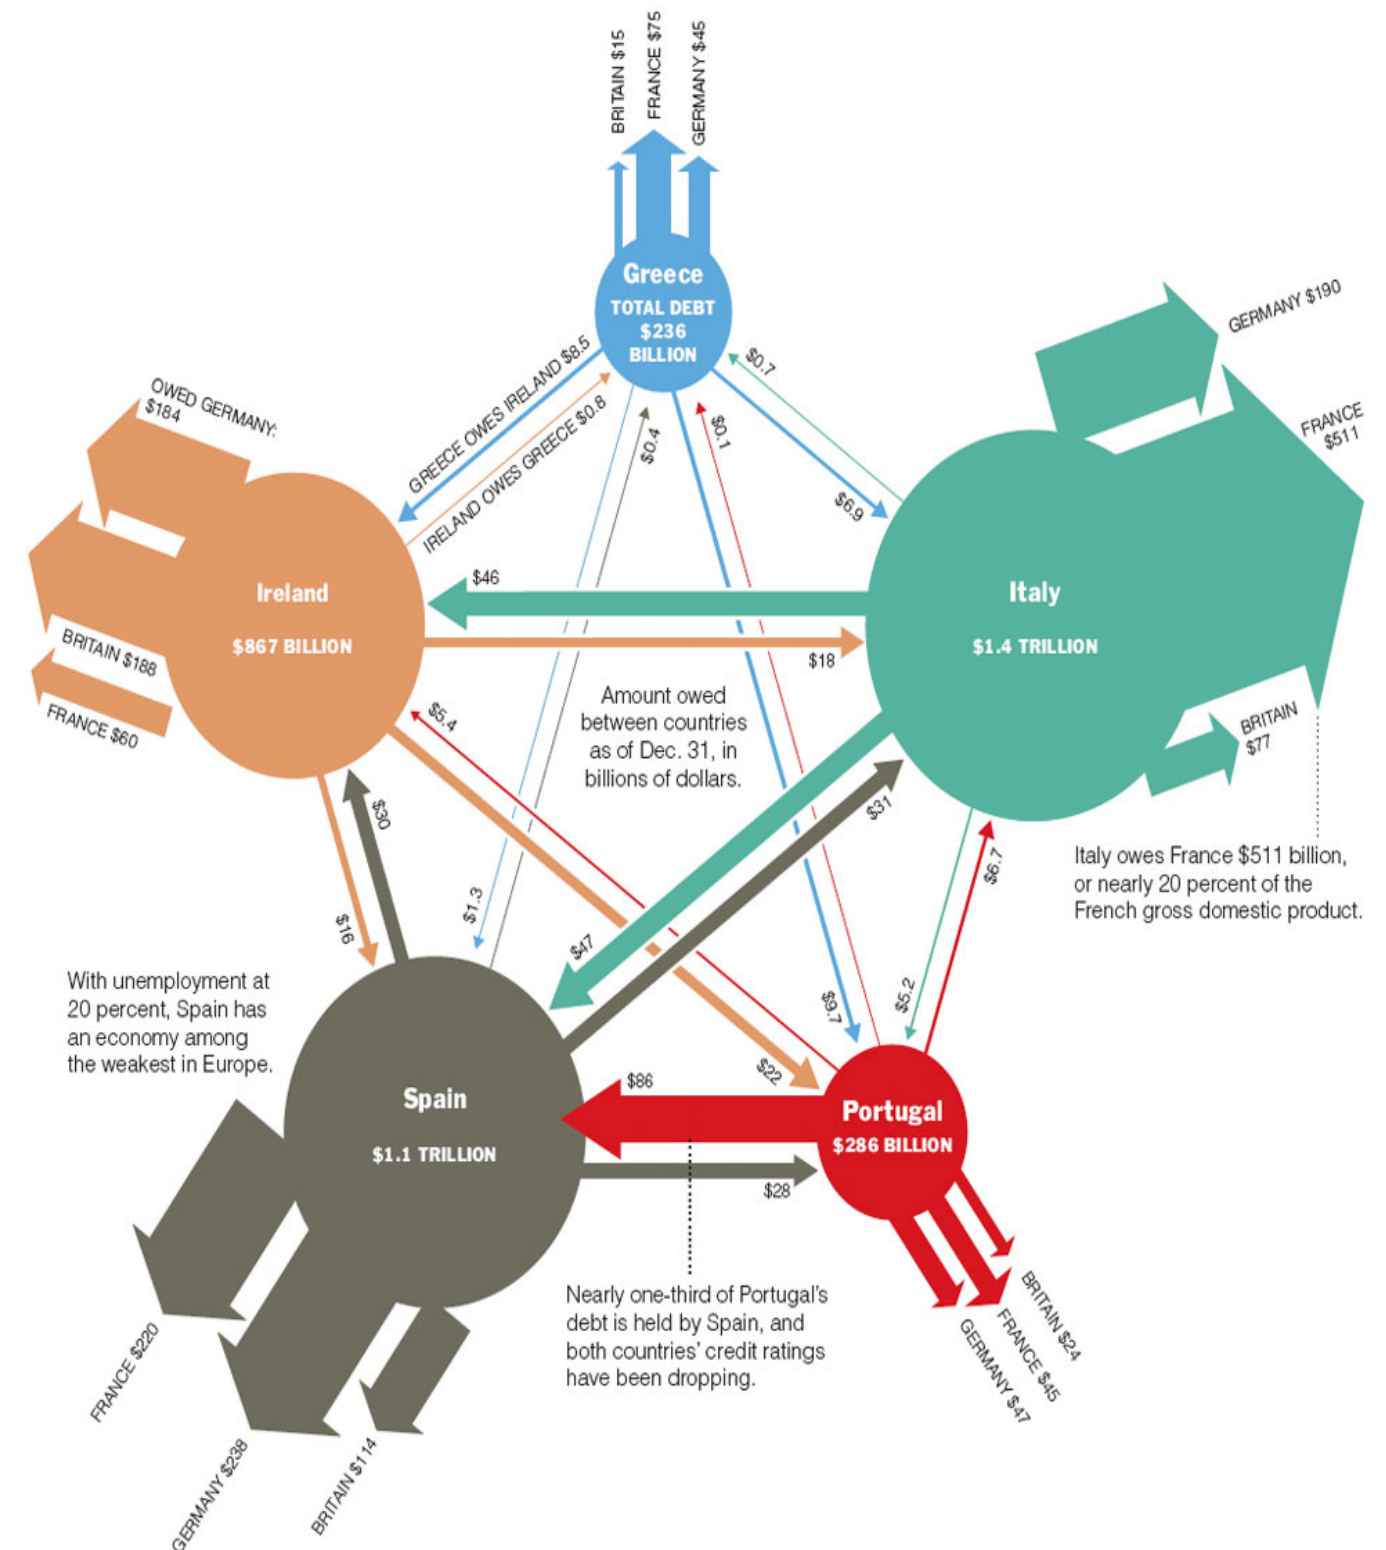 BRITAIN $15
FRANCE $75
GERMANY $45
Greece
TOTAL DEBT
$236
BILLION
GERMANY $190
FRANCE
$511
OWED GERMANY:
$184
GREECE OWES IRELAND $8.5
IRELAND OWES GREECE $0.8
$0.4
$0.1
$0.7
$6.9
Ireland
$867 BILLION
$46
$18
Italy
$1.4 TRILLION
BRITAIN $188
FRANCE $60
BRITAIN
$77
Amount owed
between countries
as of Dec. 31, in
billions of dollars.
$5.4
$30
$16
$1.3
$31
$47
$6.7
$5.2
$9.7
$22
Italy owes France $511 billion,
or nearly 20 percent of the
French gross domestic product.
With unemployment at
20 percent, Spain has
an economy among
the weakest in Europe.
Spain
$1.1 TRILLION
$86
$28
Portugal
$286 BILLION
Nearly one-third of Portugal's
debt is held by Spain, and
both countries' credit ratings
have been dropping.
FRANCE $220
GERMANY $238
BRITAIN $114
BRITAIN $24
FRANCE $45
GERMANY $47